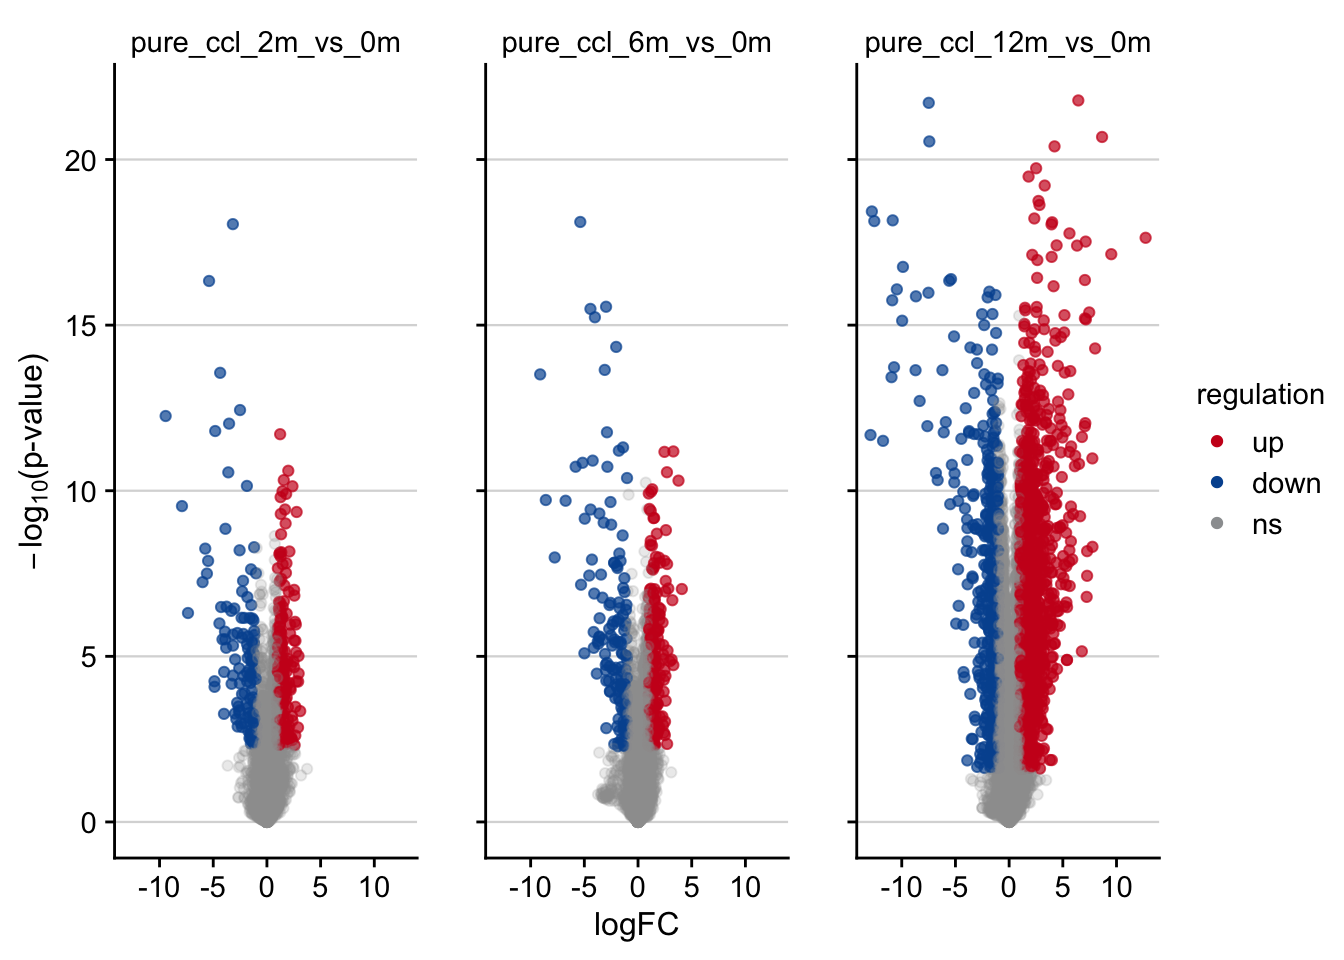 pure_ccl_2m_vs_0m
pure_ccl_6m_vs_0m
pure_ccl_12m_vs_0m
−log₁₀(p-value)
20
15
10
5
0
-10 -5 0 5 10
-10 -5 0 5 10
-10 -5 0 5 10
logFC
regulation
up
down
ns